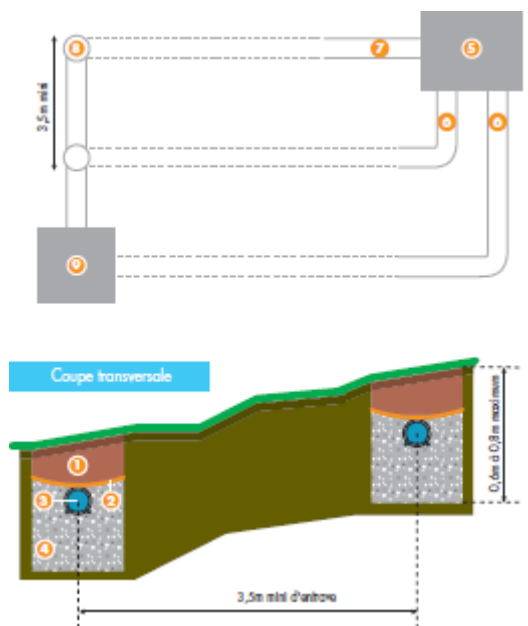 8
7
5
3,5m mini
6
6
9
Coupe transversale
1
3
2
4
0,6m à 0,8m maximum
3,5m mini d'entraxe